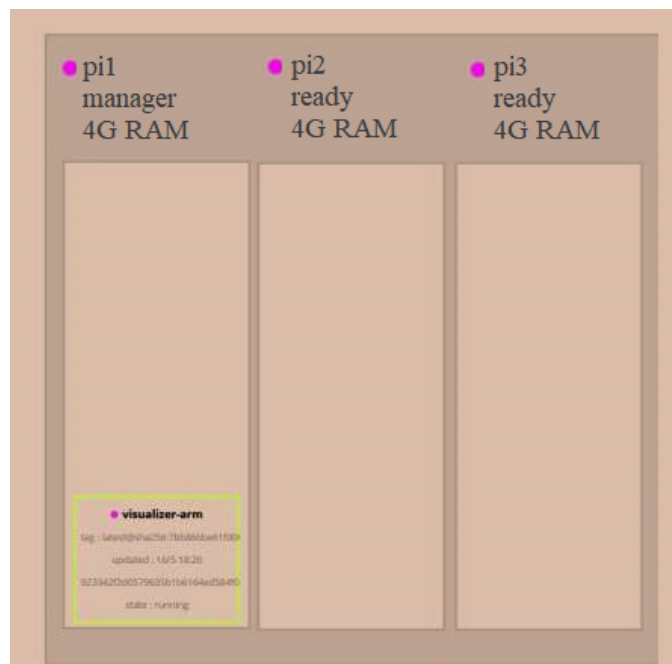 pi1
manager
4G RAM
pi2
ready
4G RAM
pi3
ready
4G RAM
visualizer-arm
updated : 16/5 18:20
state : running